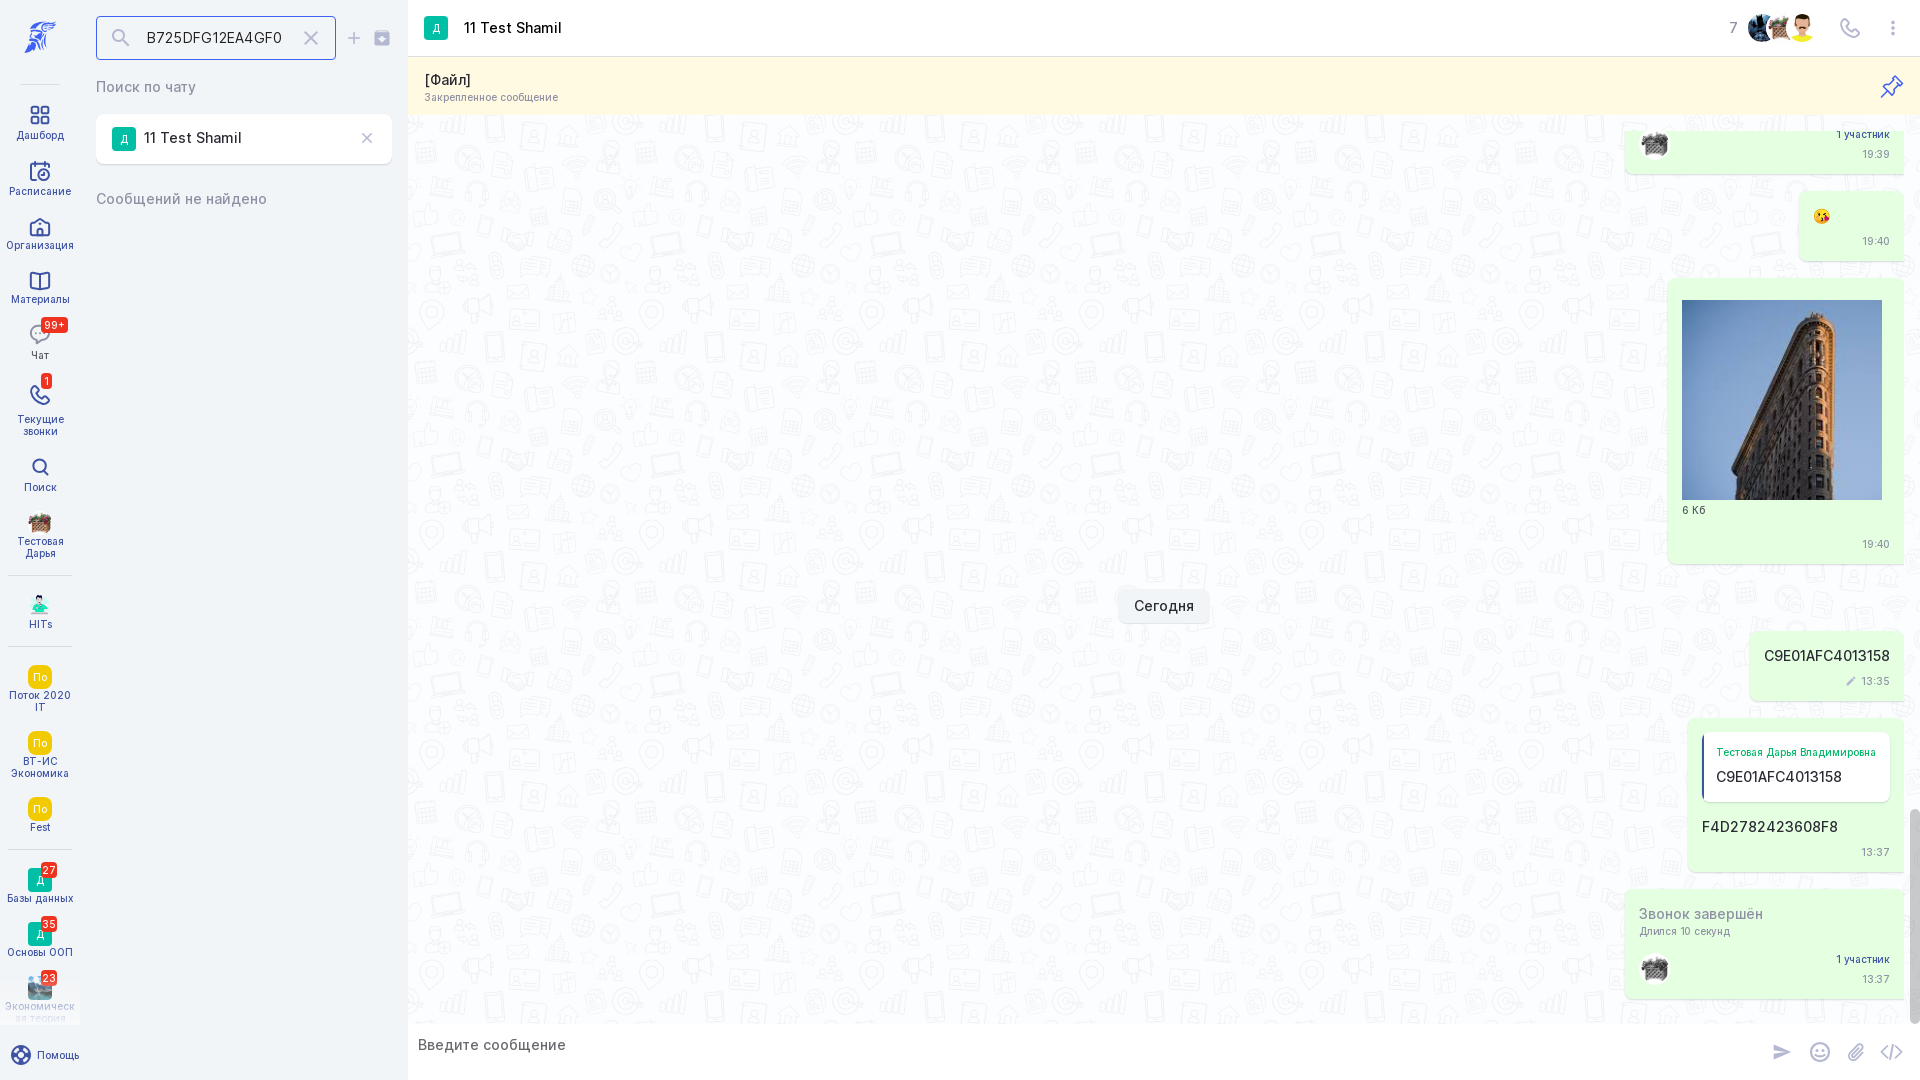 B725DFG12EA4GF0
Поиск по чату
Д
11 Test Shamil
Сообщений не найдено
Дашборд
Расписание
Организация
Материалы
99+
Чат
1
Текущие
звонки
Поиск
Тестовая
Дарья
HITs
По
Поток 2020
IT
По
ВТ-ИС
Экономика
По
Fest
27
Д
Базы данных
35
Д
Основы ООП
23
Экономическ
ая теория
Помощь
Д
11 Test Shamil
7
[Файл]
Закрепленное сообщение
1 участник
19:39
19:40
6 Кб
19:40
Сегодня
C9E01AFC4013158
13:35
Тестовая Дарья Владимировна
C9E01AFC4013158
F4D2782423608F8
13:37
Звонок завершён
Длился 10 секунд
1 участник
13:37
Введите сообщение